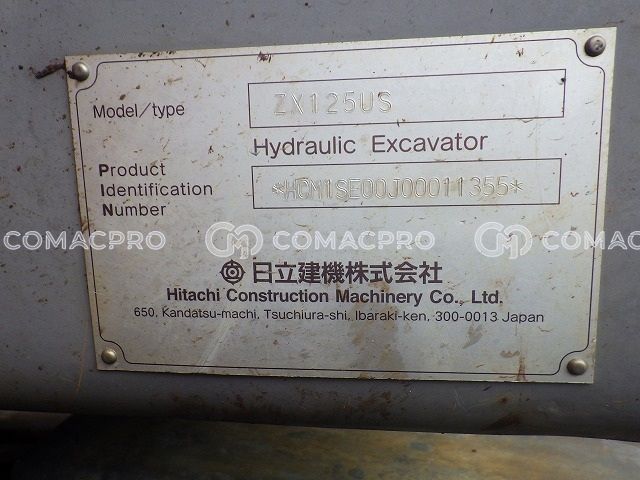 Model/type
ZX125US
Hydraulic Excavator
Product
Identification
Number
*HCM1SE00J00011355*
COMACPRO COMACPRO COMACPRO
日立建機株式会社
Hitachi Construction Machinery Co., Ltd.
650, Kandatsu-machi, Tsuchiura-shi, Ibaraki-ken, 300-0013 Japan